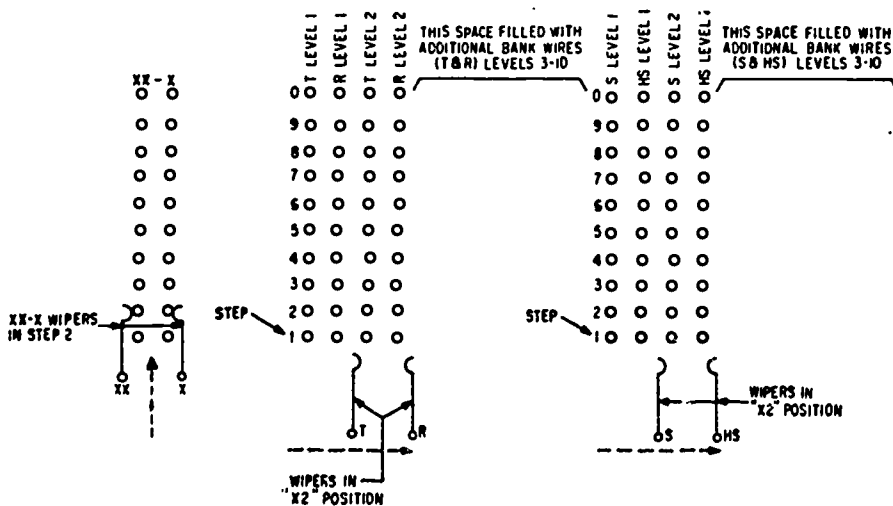 XX-X
T LEVEL 1
R LEVEL 1
T LEVEL 2
R LEVEL 2
THIS SPACE FILLED WITH
ADDITIONAL BANK WIRES
(T&R) LEVELS 3-10
S LEVEL 1
HS LEVEL 1
S LEVEL 2
HS LEVEL
THIS SPACE FILLED WITH
ADDITIONAL BANK WIRES
(S&HS) LEVELS 3-10
0
9
8
7
6
5
4
3
2
1
0
9
8
7
6
5
4
3
2
1
XX-X WIPERS
IN STEP 2
STEP
STEP
XX
X
T
R
S
HS
WIPERS IN
"X2" POSITION
WIPERS IN
"X2" POSITION